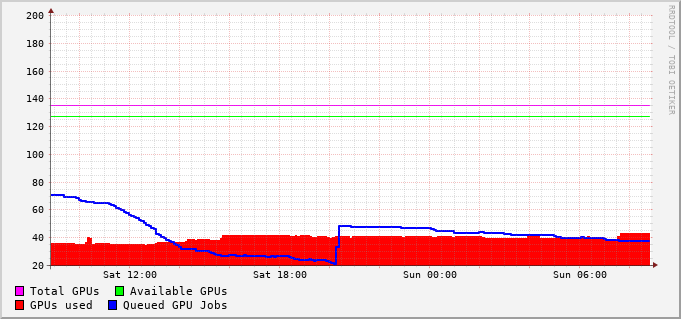 200
180
160
140
120
100
80
60
40
20
Sat 12:00 Sat 18:00 Sun 00:00 Sun 06:00
Total GPUs Available GPUs
GPUs used Queued GPU Jobs
RRDTOOL / TOBI OETIKER